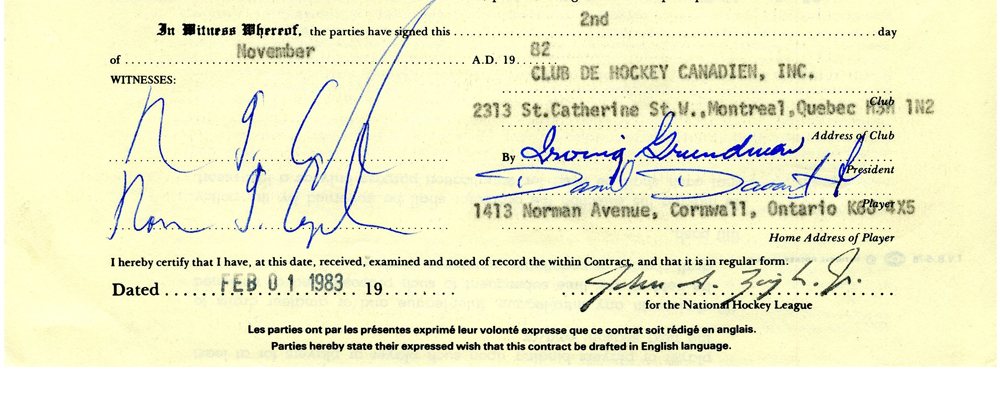 2nd
In Witness Whereof, the parties have signed this day
November 82
of A.D. 19
CLUB DE HOCKEY CANADIEN, INC.
WITNESSES:
Club
2313 St.Catherine St.W.,Montreal,Quebec 1N2
Address of Club
By Irving Grundman
President
Player
1413 Norman Avenue, Cornwall, Ontario 4X5
Home Address of Player
I hereby certify that I have, at this date, received, examined and noted of record the within Contract, and that it is in regular form.
Dated FEB 01 1983 19
John A.
for the National Hockey League
Les parties ont par les présentes exprimé leur volonté expresse que ce contrat soit rédigé en anglais.
Parties hereby state their expressed wish that this contract be drafted in English language.